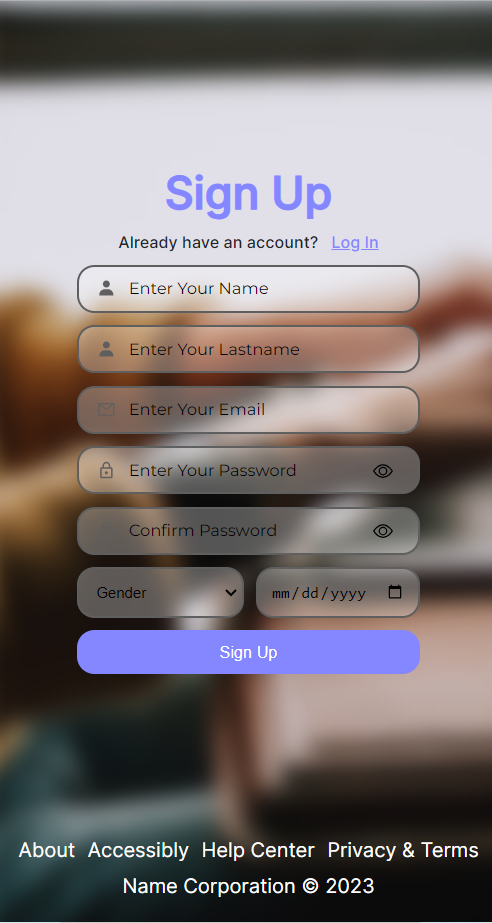 Sign Up
Already have an account? Log In
Enter Your Name
Enter Your Lastname
Enter Your Email
Enter Your Password
Confirm Password
Gender mm/dd/yyyy
Sign Up
About Accessibly Help Center Privacy & Terms
Name Corporation © 2023